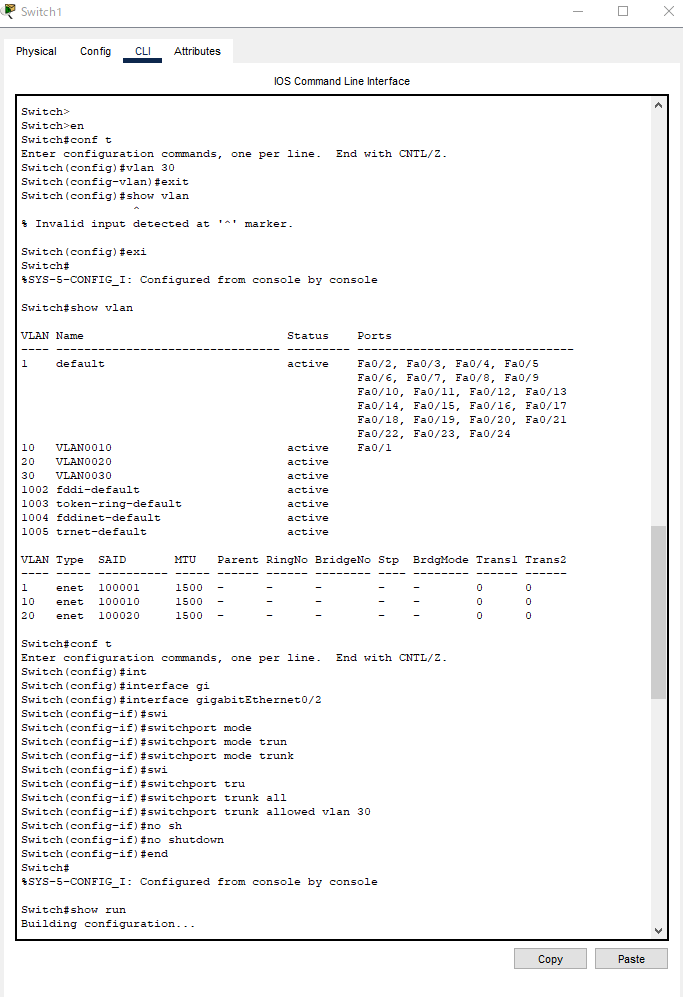 Switch1
Physical Config CLI Attributes
IOS Command Line Interface
Switch>
Switch>en
Switch#conf t
Enter configuration commands, one per line.  End with CNTL/Z.
Switch(config)#vlan 30
Switch(config-vlan)#exit
Switch(config)#show vlan
                ^
% Invalid input detected at '^' marker.
Switch(config)#exi
Switch#
%SYS-5-CONFIG_I: Configured from console by console
Switch#show vlan
VLAN Name                             Status    Ports
---- -------------------------------- --------- -------------------------------
1    default                          active    Fa0/2, Fa0/3, Fa0/4, Fa0/5
                                                Fa0/6, Fa0/7, Fa0/8, Fa0/9
                                                Fa0/10, Fa0/11, Fa0/12, Fa0/13
                                                Fa0/14, Fa0/15, Fa0/16, Fa0/17
                                                Fa0/18, Fa0/19, Fa0/20, Fa0/21
                                                Fa0/22, Fa0/23, Fa0/24
10   VLAN0010                         active    Fa0/1
20   VLAN0020                         active
30   VLAN0030                         active
1002 fddi-default                     active
1003 token-ring-default               active
1004 fddinet-default                  active
1005 trnet-default                    active
VLAN Type  SAID       MTU   Parent RingNo BridgeNo Stp  BrdgMode Trans1 Trans2
---- ----- ---------- ----- ------ ------ -------- ---- -------- ------ ------
1    enet  100001     1500  -      -      -        -    -        0      0
10   enet  100010     1500  -      -      -        -    -        0      0
20   enet  100020     1500  -      -      -        -    -        0      0
Switch#conf t
Enter configuration commands, one per line.  End with CNTL/Z.
Switch(config)#int
Switch(config)#interface gi
Switch(config)#interface gigabitEthernet0/2
Switch(config-if)#swi
Switch(config-if)#switchport mode
Switch(config-if)#switchport mode trun
Switch(config-if)#switchport mode trunk
Switch(config-if)#swi
Switch(config-if)#switchport tru
Switch(config-if)#switchport trunk all
Switch(config-if)#switchport trunk allowed vlan 30
Switch(config-if)#no sh
Switch(config-if)#no shutdown
Switch(config-if)#end
Switch#
%SYS-5-CONFIG_I: Configured from console by console
Switch#show run
Building configuration...
Copy Paste